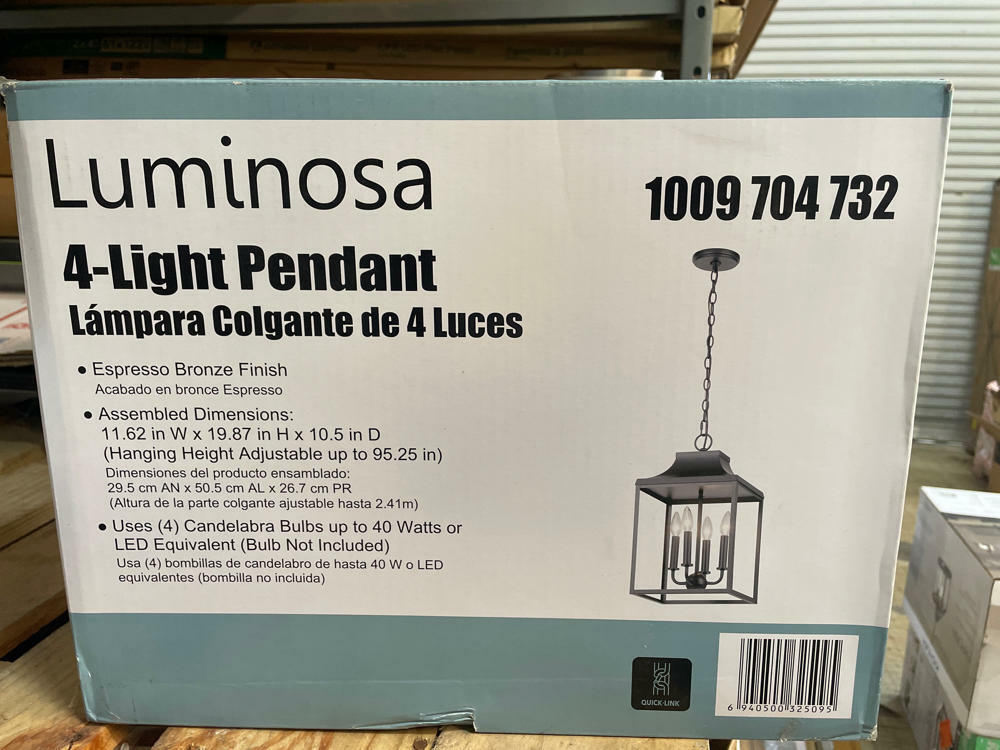 Luminosa
1009 704 732
4-Light Pendant
Lámpara Colgante de 4 Luces
• Espresso Bronze Finish
Acabado en bronce Espresso
• Assembled Dimensions:
11.62 in W x 19.87 in H x 10.5 in D
(Hanging Height Adjustable up to 95.25 in)
Dimensiones del producto ensamblado:
29.5 cm AN x 50.5 cm AL x 26.7 cm PR
(Altura de la parte colgante ajustable hasta 2.41m)
• Uses (4) Candelabra Bulbs up to 40 Watts or
LED Equivalent (Bulb Not Included)
Usa (4) bombillas de candelabro de hasta 40 W o LED
equivalentes (bombilla no incluida)
QUICK-LINK
6 940500 325095